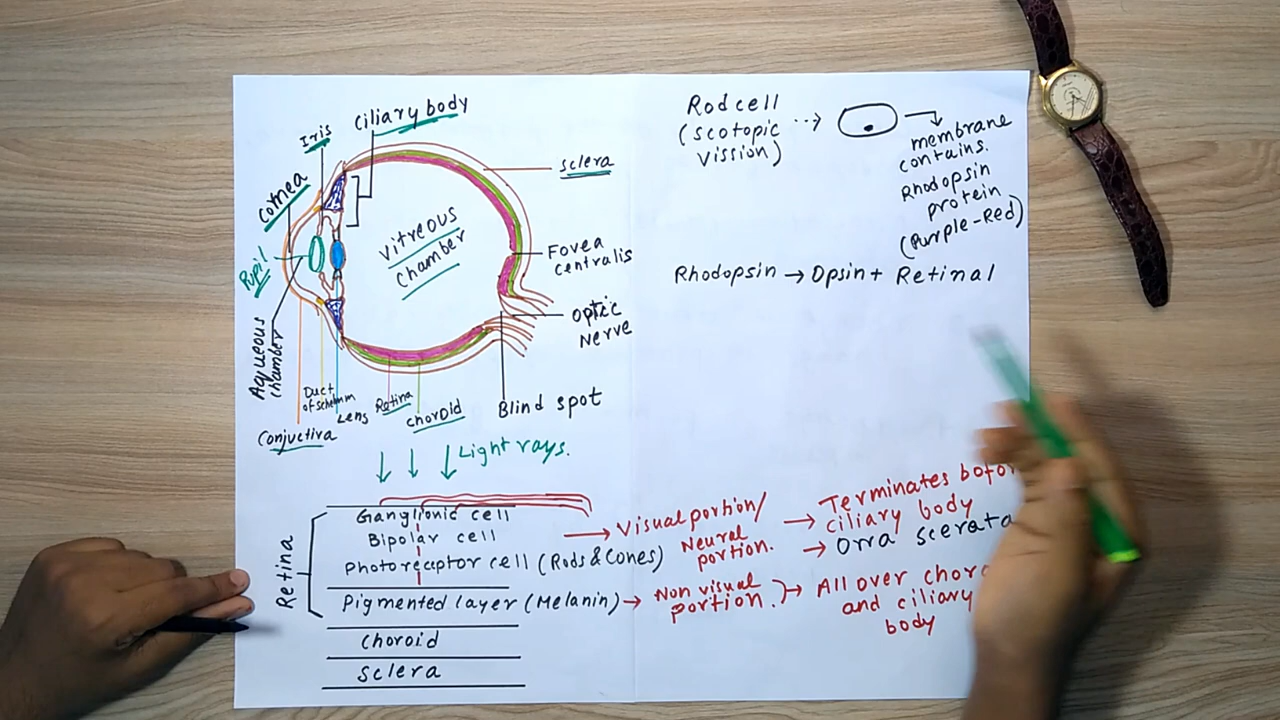 Iris
Ciliary body
Cornea
Pupil
Aqueous
chamber
Vitreous
chamber
sclera
Fovea
centralis
Optic
Nerve
Blind spot
Duct
Lens
Retina
choroid
Conjuctiva
Light rays.
Retina
Ganglionic cell
Bipolar cell
Photoreceptor cell (Rods & Cones)
Pigmented layer (Melanin) →
choroid
sclera
→ Visual portion/
Neural
portion.
→ Terminates
ciliary body
→ Orra
Non visual
portion.
→ All over
and ciliary
body
Rod cell
(scotopic
vission)
membrane
contains.
Rhodopsin
protein
(Purple-Red)
Rhodopsin → Opsin + Retinal